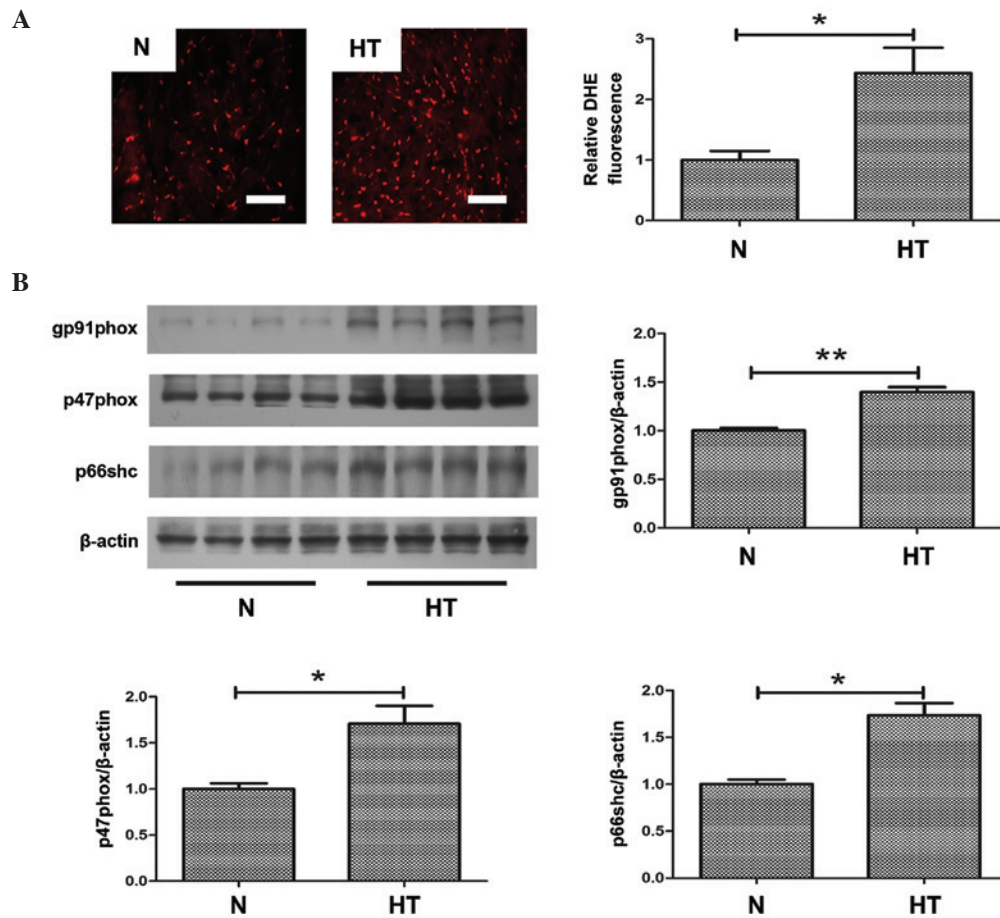 A
N
HT
*
Relative DHE
fluorescence
3
2
1
0
N
HT
B
gp91phox
p47phox
p66shc
β-actin
N
HT
**
gp91phox/β-actin
2.0
1.5
1.0
0.5
0.0
N
HT
*
p47phox/β-actin
2.0
1.5
1.0
0.5
0.0
N
HT
*
p66shc/β-actin
2.0
1.5
1.0
0.5
0.0
N
HT